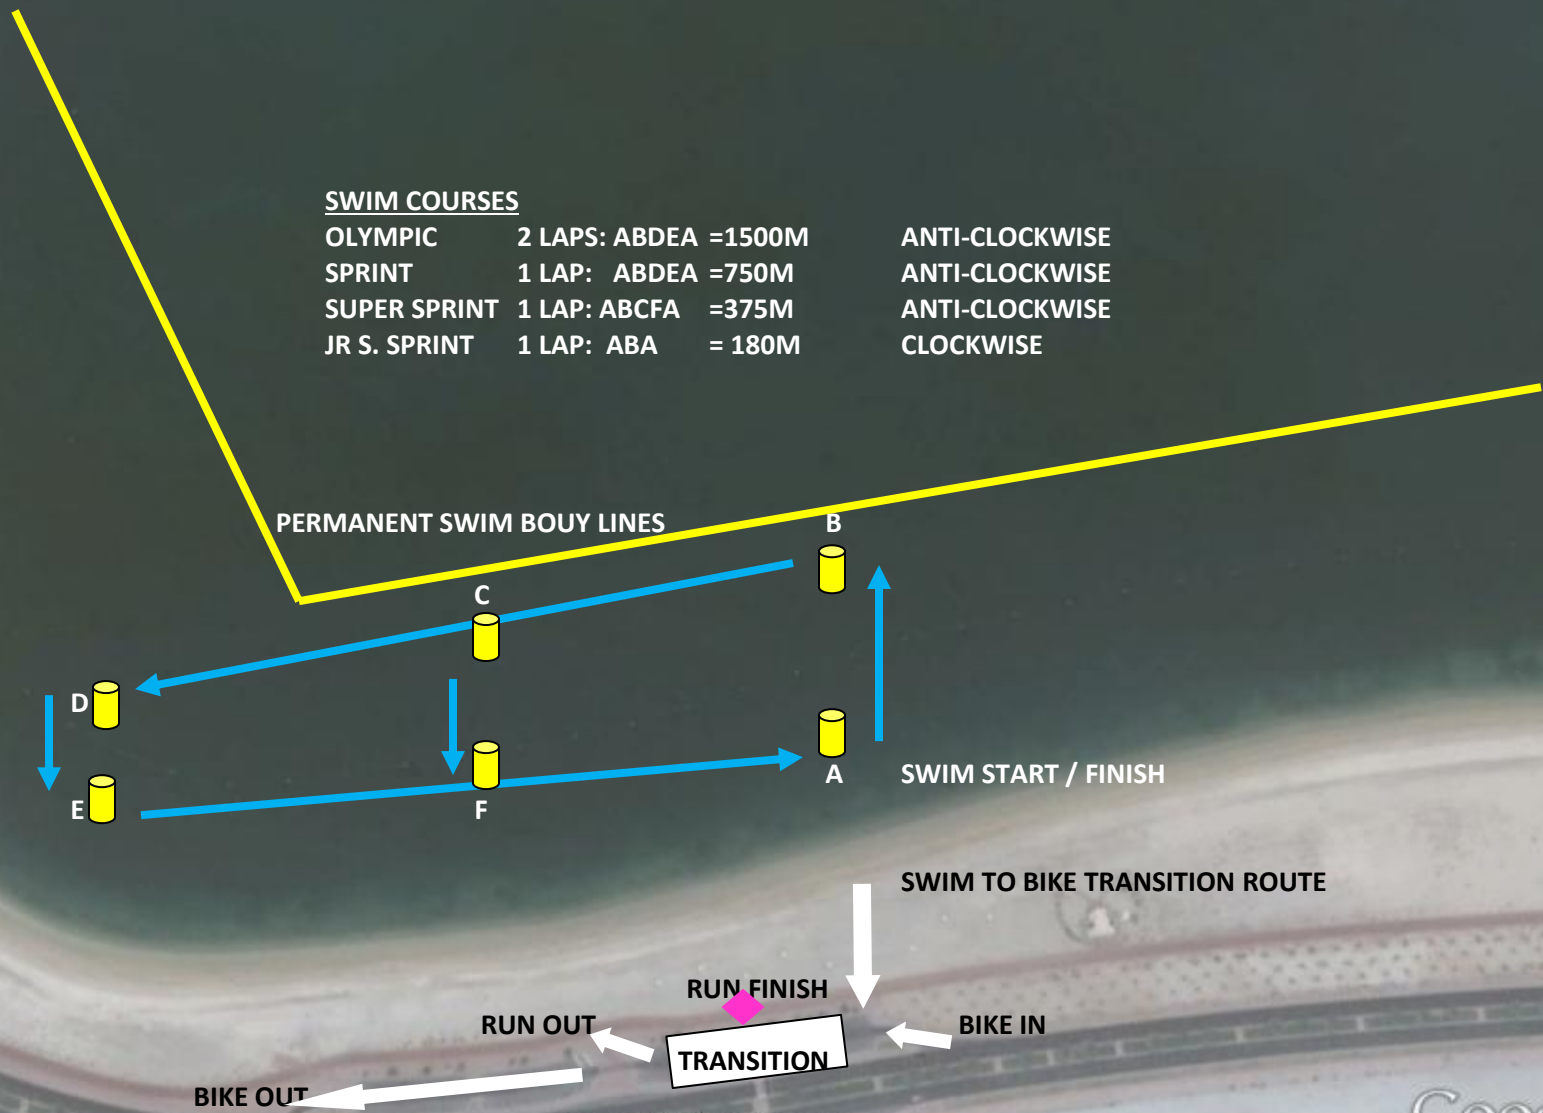 SWIM COURSES
OLYMPIC 2 LAPS: ABDEA =1500M ANTI-CLOCKWISE
SPRINT 1 LAP: ABDEA =750M ANTI-CLOCKWISE
SUPER SPRINT 1 LAP: ABCFA =375M ANTI-CLOCKWISE
JR S. SPRINT 1 LAP: ABA = 180M CLOCKWISE
PERMANENT SWIM BOUY LINES
B
C
D
A
SWIM START / FINISH
E
F
SWIM TO BIKE TRANSITION ROUTE
RUN FINISH
RUN OUT
BIKE IN
TRANSITION
BIKE OUT